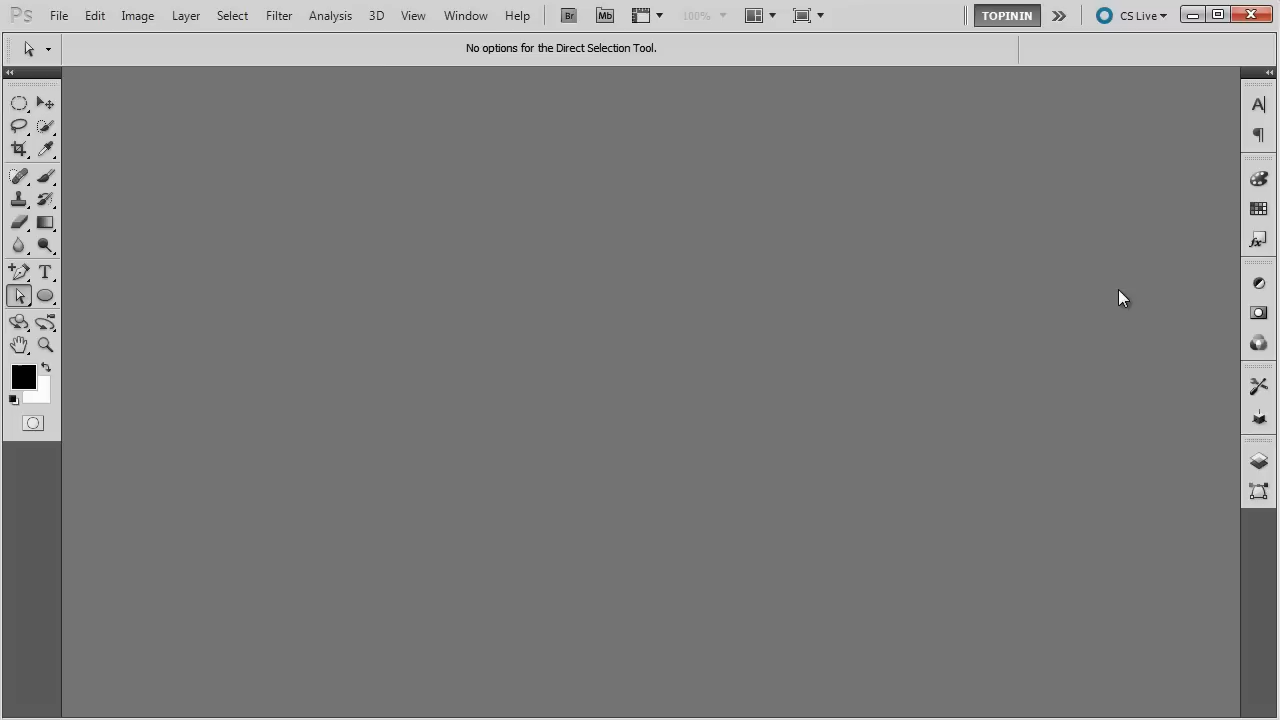 Ps File Edit Image Layer Select Filter Analysis 3D View Window Help Br Mb 100% TOPININ CS Live
No options for the Direct Selection Tool.
T A
fx